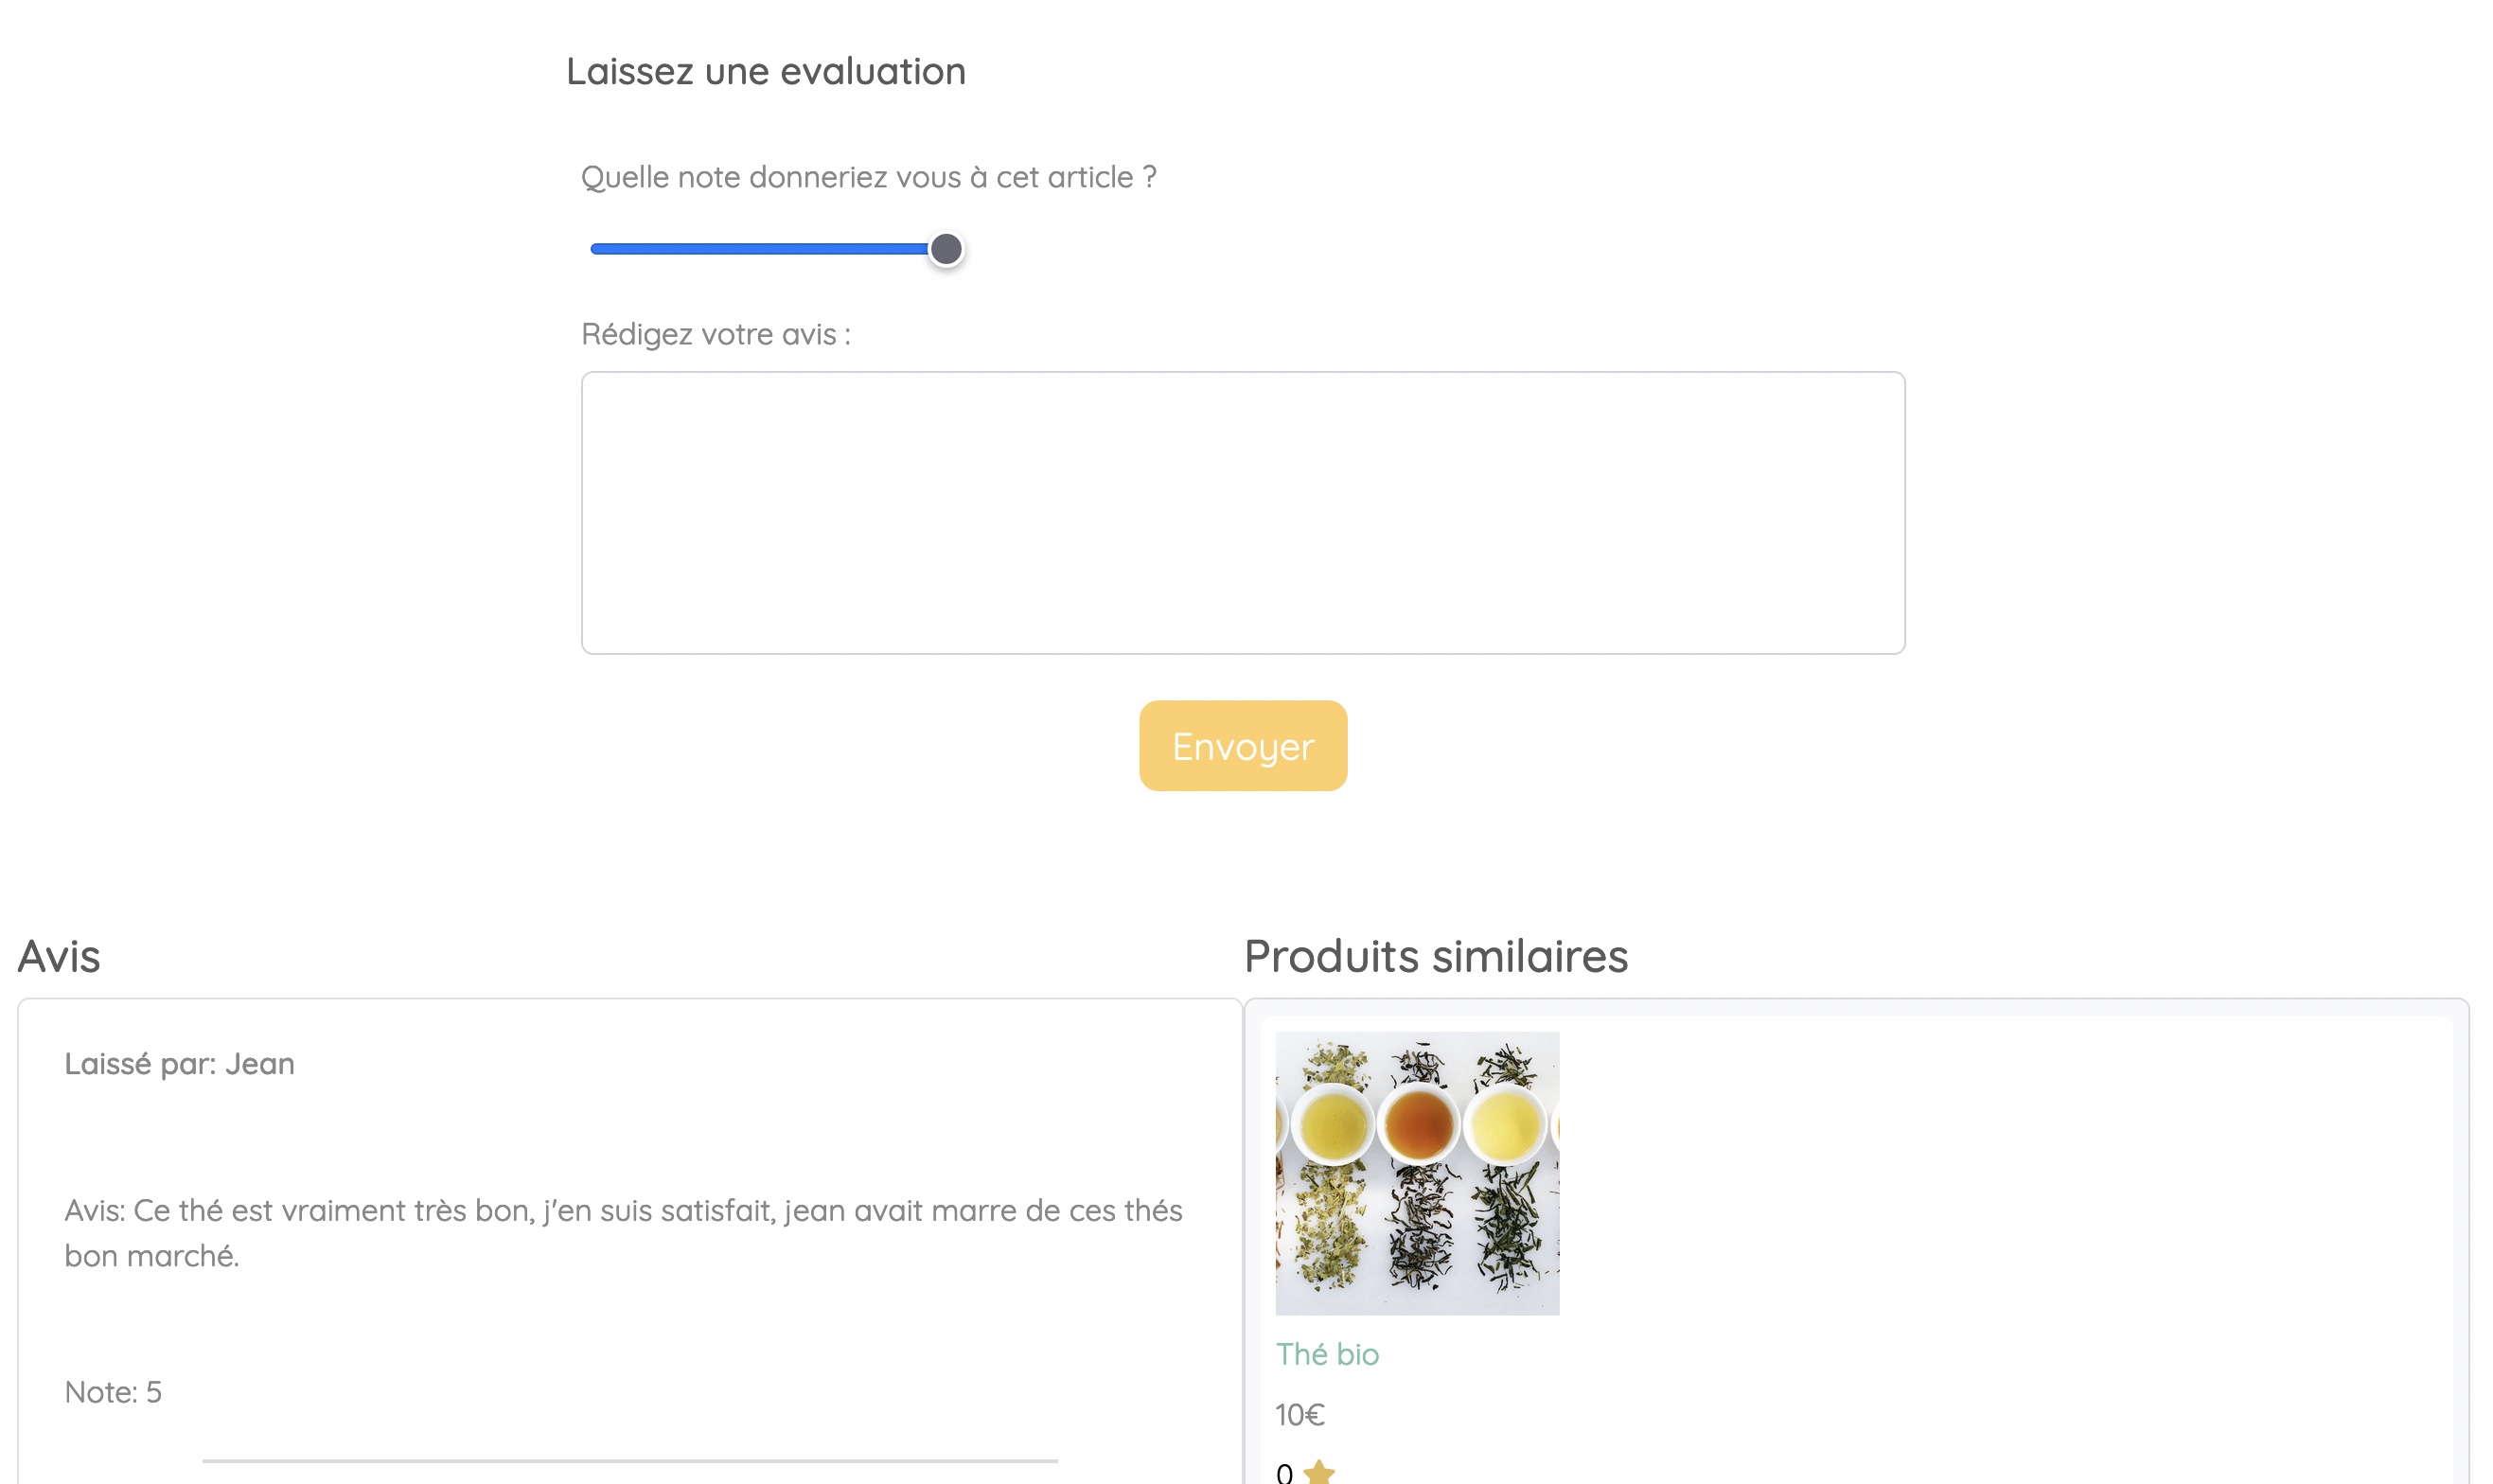 Laissez une evaluation
Quelle note donneriez vous à cet article ?
Rédigez votre avis :
Envoyer
Avis
Laissé par: Jean
Avis: Ce thé est vraiment très bon, j'en suis satisfait, jean avait marre de ces thés
bon marché.
Note: 5
Produits similaires
Thé bio
10€
0